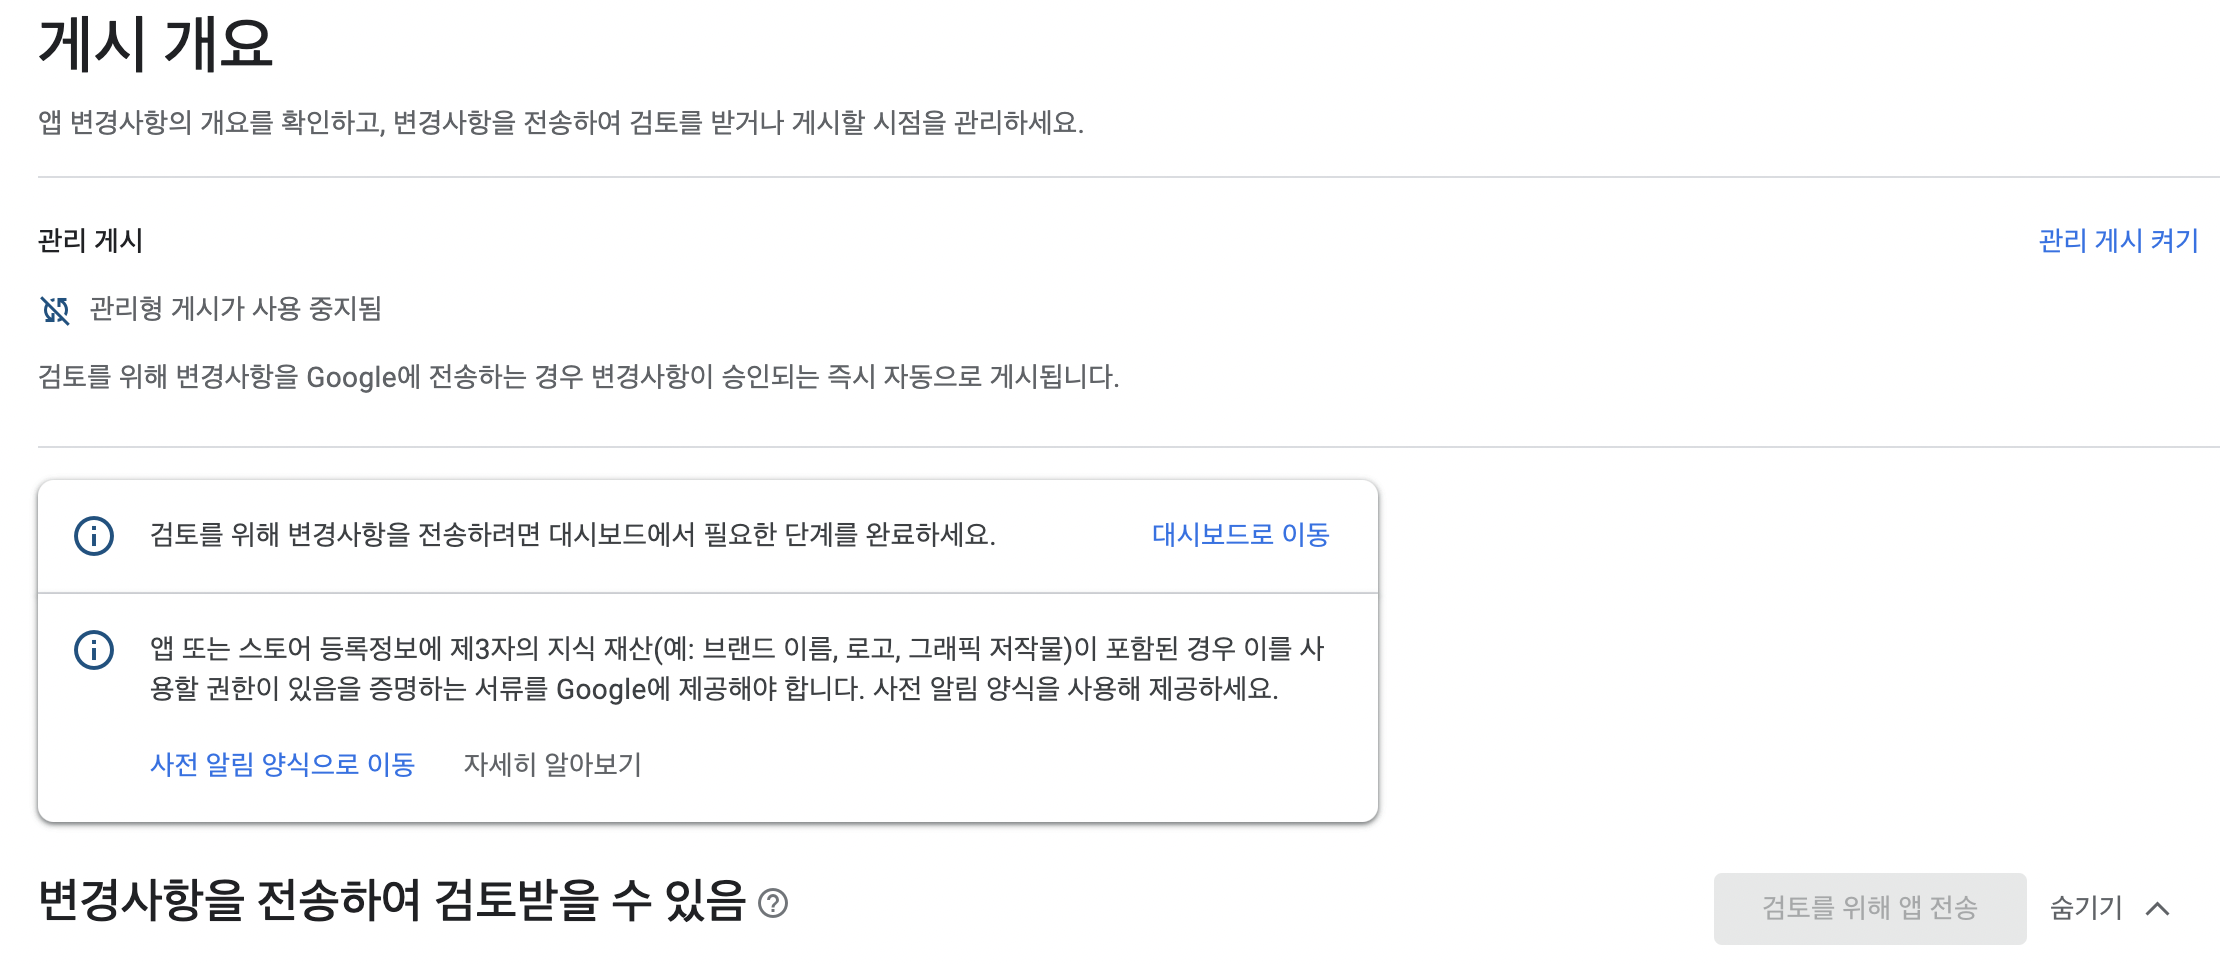 게시 개요
앱 변경사항의 개요를 확인하고, 변경사항을 전송하여 검토를 받거나 게시할 시점을 관리하세요.
관리 게시
관리 게시 켜기
관리형 게시가 사용 중지됨
검토를 위해 변경사항을 Google에 전송하는 경우 변경사항이 승인되는 즉시 자동으로 게시됩니다.
검토를 위해 변경사항을 전송하려면 대시보드에서 필요한 단계를 완료하세요.
대시보드로 이동
앱 또는 스토어 등록정보에 제3자의 지식 재산(예: 브랜드 이름, 로고, 그래픽 저작물)이 포함된 경우 이를 사
용할 권한이 있음을 증명하는 서류를 Google에 제공해야 합니다. 사전 알림 양식을 사용해 제공하세요.
사전 알림 양식으로 이동
자세히 알아보기
변경사항을 전송하여 검토받을 수 있음
검토를 위해 앱 전송
숨기기